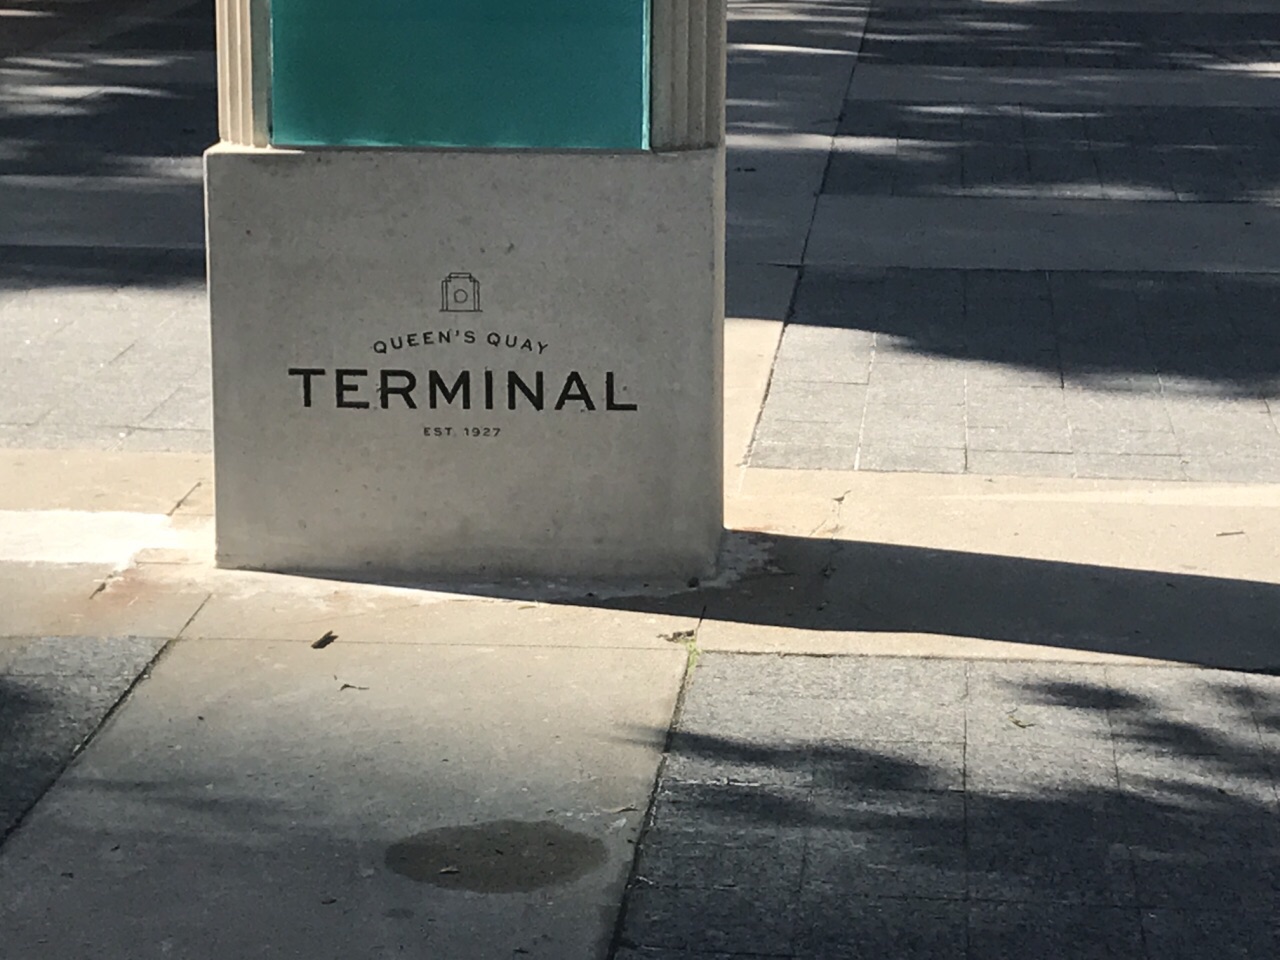 QUEEN'S QUAY
TERMINAL
EST. 1927